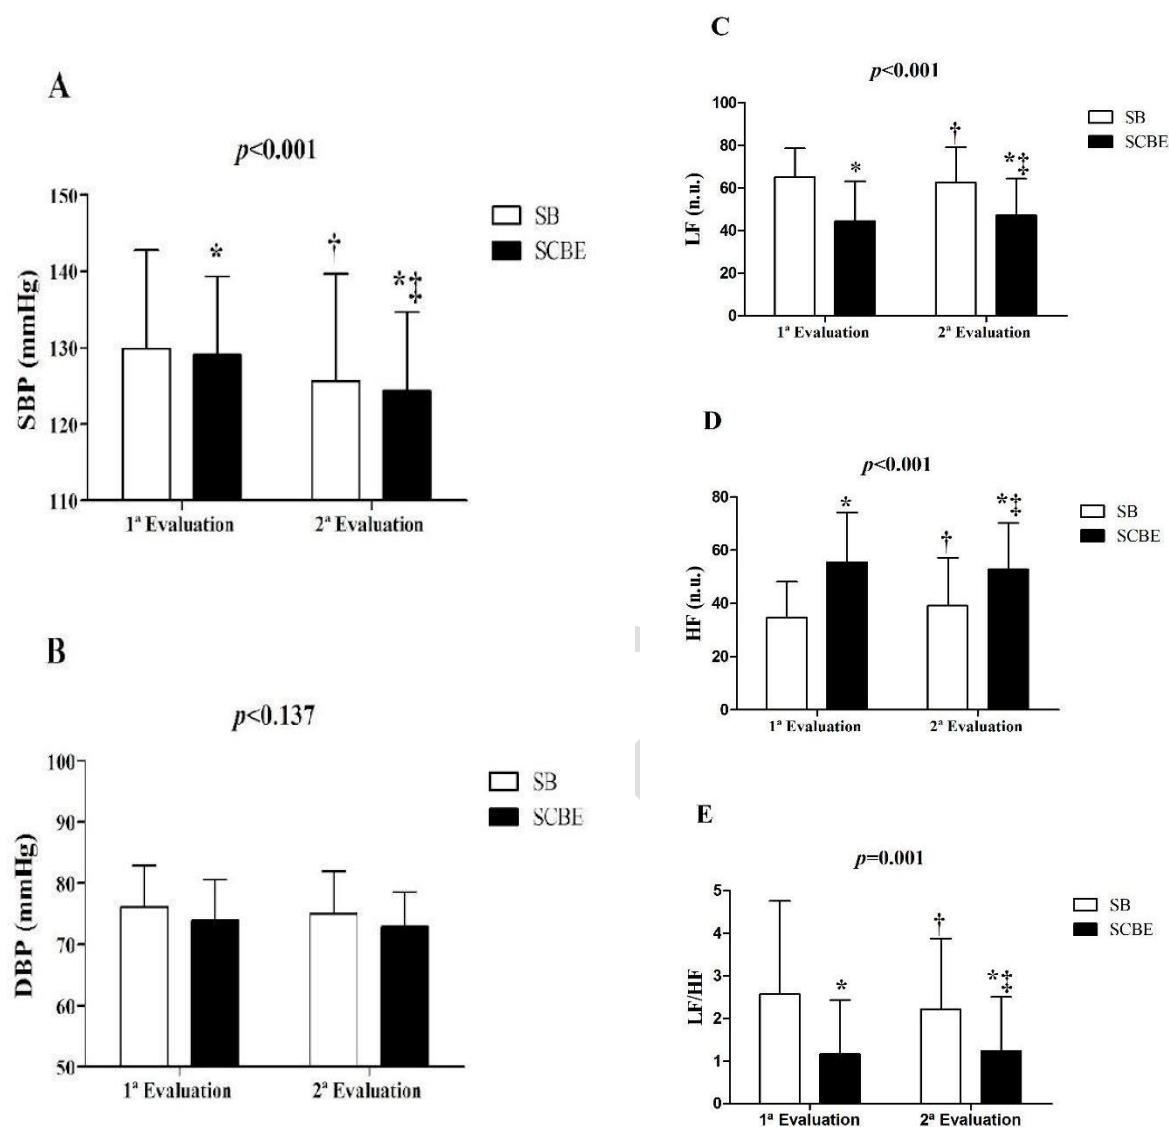 A
p<0.001
150
140
130
120
110
SBP (mmHg)
*
†
*‡
SB
SCBE
1ª Evaluation
2ª Evaluation
B
p<0.137
100
90
80
70
60
50
DBP (mmHg)
SB
SCBE
1ª Evaluation
2ª Evaluation
C
p<0.001
100
80
60
40
20
0
LF (n.u.)
*
†
*‡
SB
SCBE
1ª Evaluation
2ª Evaluation
D
p<0.001
80
60
40
20
0
HF (n.u.)
*
†
*‡
SB
SCBE
1ª Evaluation
2ª Evaluation
E
p=0.001
5
4
3
2
1
0
LF/HF
*
†
*‡
SB
SCBE
1ª Evaluation
2ª Evaluation